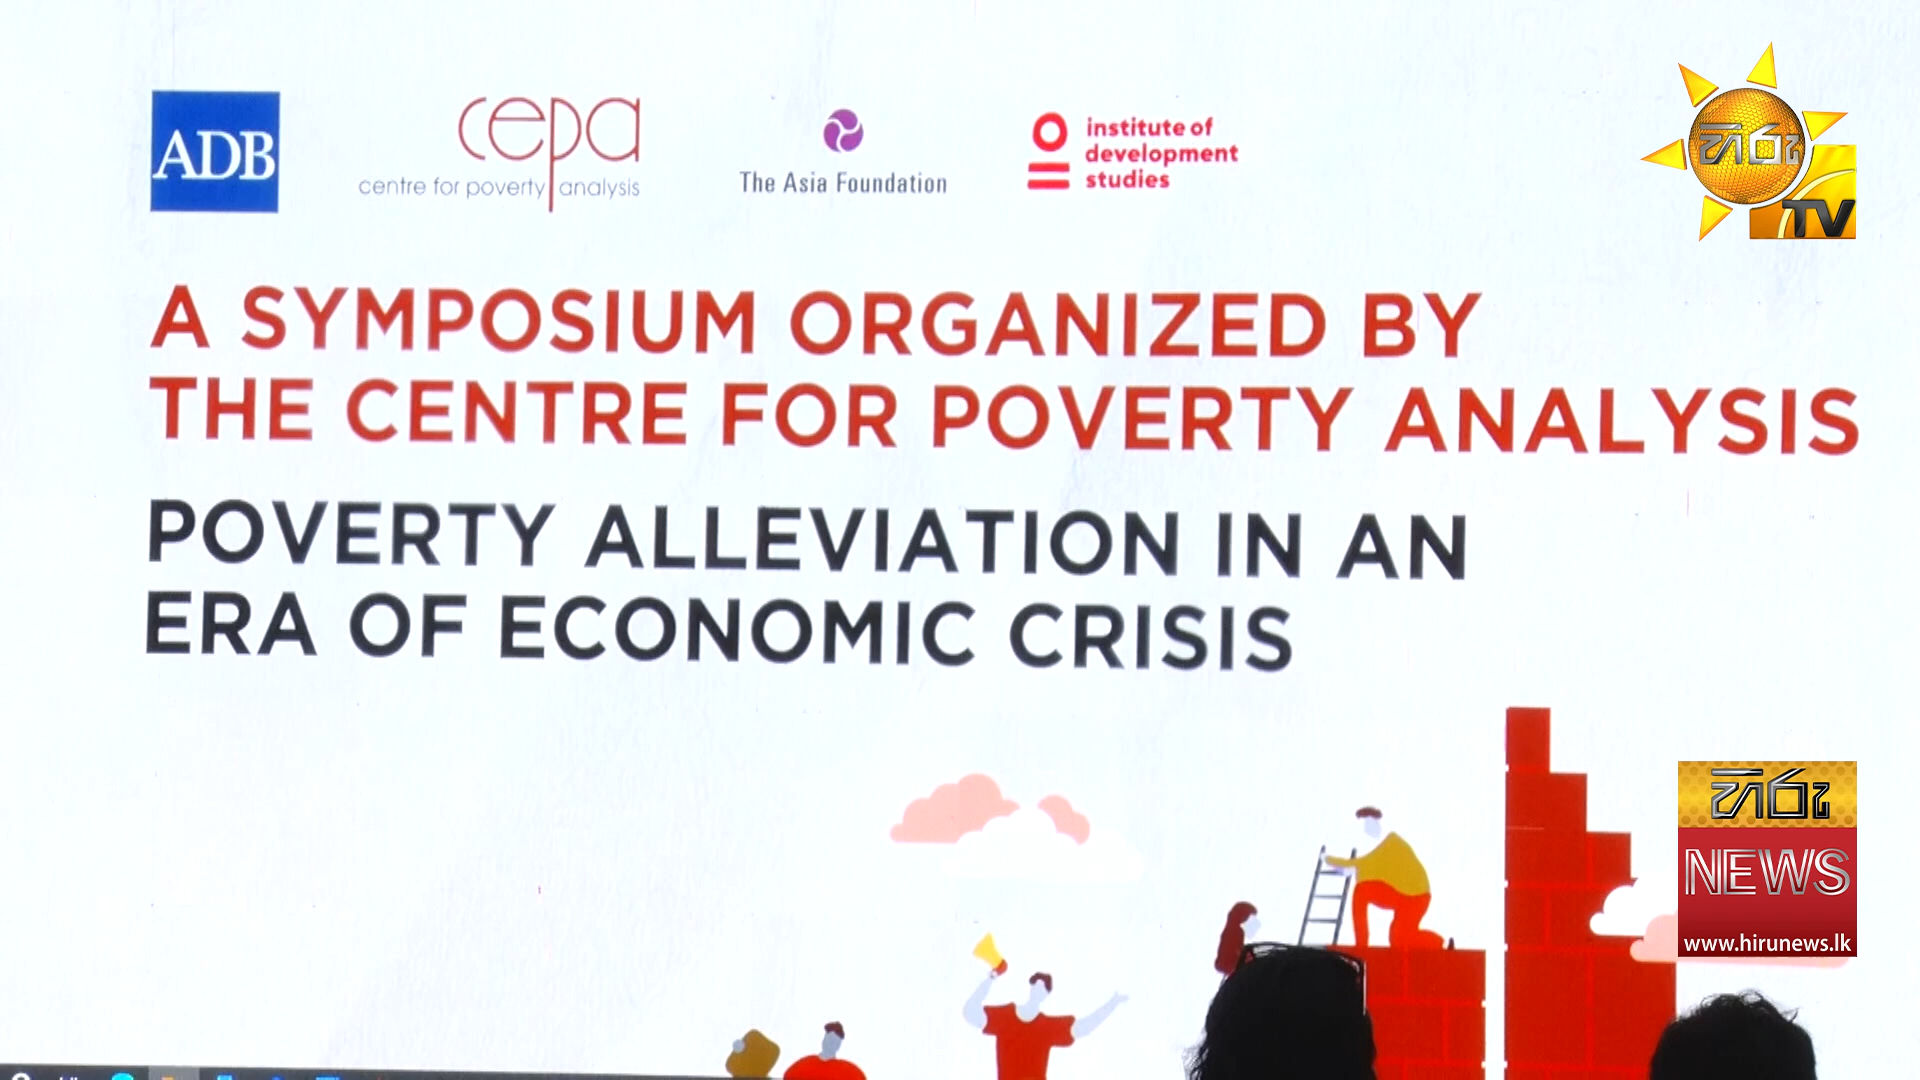 ADB
cepa
centre for poverty analysis
The Asia Foundation
institute of
development
studies
හිරු
TV
A SYMPOSIUM ORGANIZED BY
THE CENTRE FOR POVERTY ANALYSIS
POVERTY ALLEVIATION IN AN
ERA OF ECONOMIC CRISIS
හිරු
NEWS
www.hirunews.lk